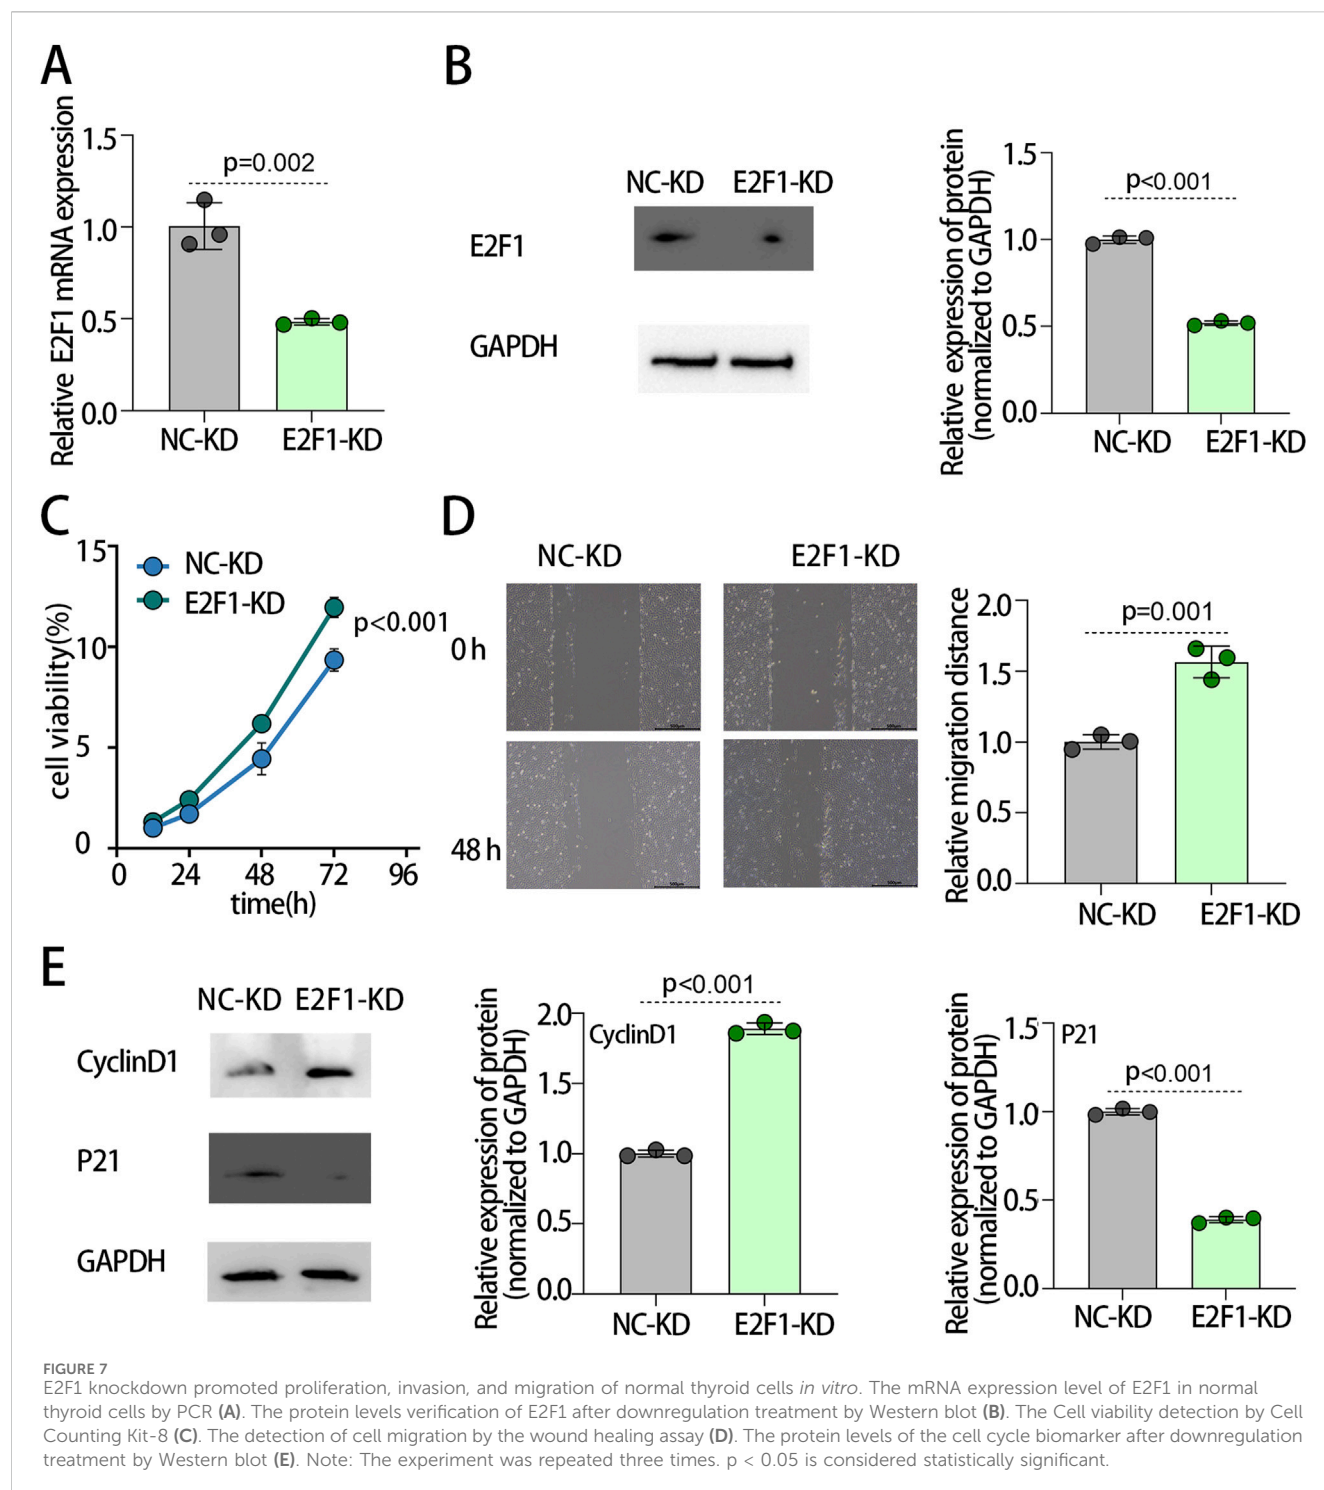 A
Relative E2F1 mRNA expression
1.5
1.0
0.5
0.0
p=0.002
NC-KD
E2F1-KD
B
NC-KD
E2F1-KD
E2F1
GAPDH
Relative expression of protein
(normalized to GAPDH)
1.5
1.0
0.5
0.0
p<0.001
NC-KD
E2F1-KD
C
cell viability(%)
15
10
5
0
NC-KD
E2F1-KD
p<0.001
0
24
48
72
96
time(h)
D
NC-KD
E2F1-KD
0 h
48 h
Relative migration distance
2.0
1.5
1.0
0.5
0.0
p=0.001
NC-KD
E2F1-KD
E
NC-KD
E2F1-KD
CyclinD1
P21
GAPDH
Relative expression of protein
(normalized to GAPDH)
2.0
1.5
1.0
0.5
0.0
p<0.001
CyclinD1
NC-KD
E2F1-KD
Relative expression of protein
(normalized to GAPDH)
1.5
1.0
0.5
0.0
P21
p<0.001
NC-KD
E2F1-KD
FIGURE 7
E2F1 knockdown promoted proliferation, invasion, and migration of normal thyroid cells in vitro. The mRNA expression level of E2F1 in normal
thyroid cells by PCR (A). The protein levels verification of E2F1 after downregulation treatment by Western blot (B). The Cell viability detection by Cell
Counting Kit-8 (C). The detection of cell migration by the wound healing assay (D). The protein levels of the cell cycle biomarker after downregulation
treatment by Western blot (E). Note: The experiment was repeated three times. p < 0.05 is considered statistically significant.